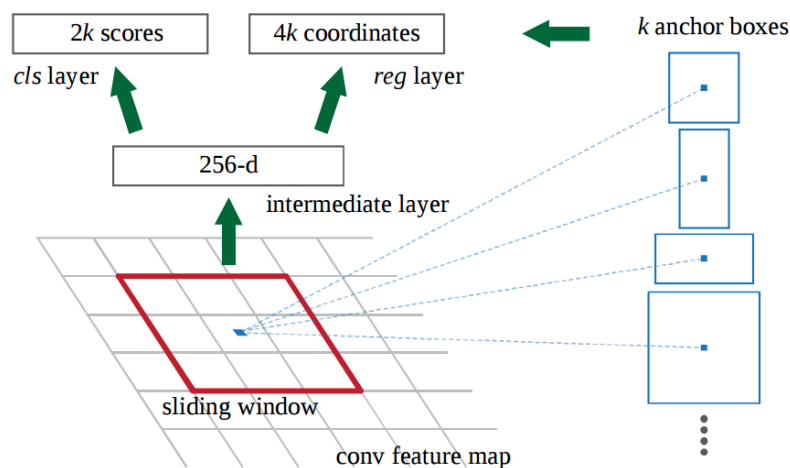 2k scores
4k coordinates
k anchor boxes
cls layer
reg layer
256-d
intermediate layer
sliding window
conv feature map